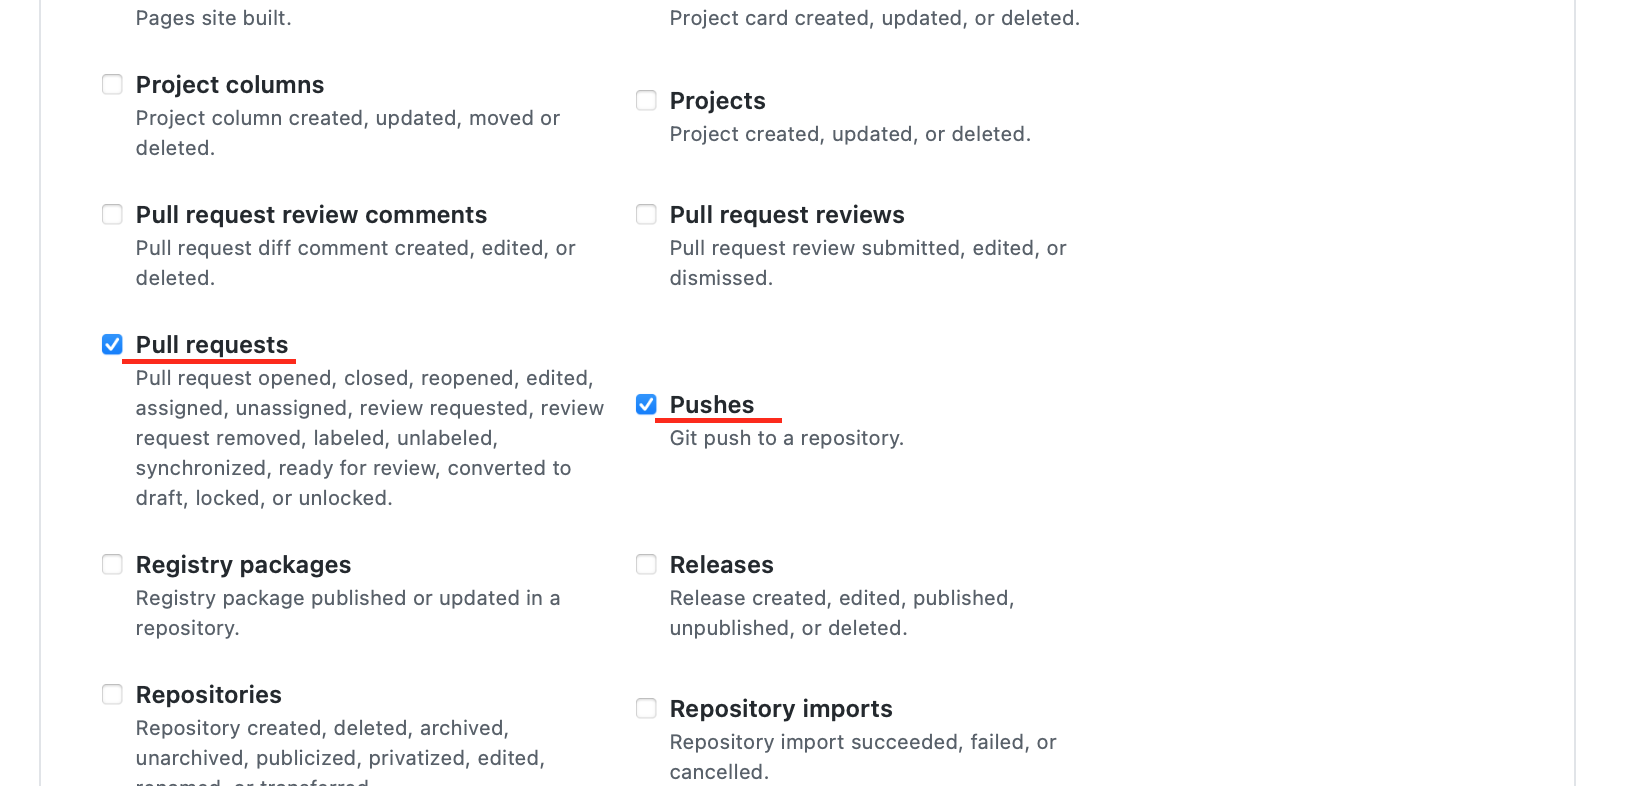 Pages site built.
Project card created, updated, or deleted.
Project columns
Project column created, updated, moved or
deleted.
Projects
Project created, updated, or deleted.
Pull request review comments
Pull request diff comment created, edited, or
deleted.
Pull request reviews
Pull request review submitted, edited, or
dismissed.
Pull requests
Pull request opened, closed, reopened, edited,
assigned, unassigned, review requested, review
request removed, labeled, unlabeled,
synchronized, ready for review, converted to
draft, locked, or unlocked.
Pushes
Git push to a repository.
Registry packages
Registry package published or updated in a
repository.
Releases
Release created, edited, published,
unpublished, or deleted.
Repositories
Repository created, deleted, archived,
unarchived, publicized, privatized, edited,
renamed, or transferred.
Repository imports
Repository import succeeded, failed, or
cancelled.